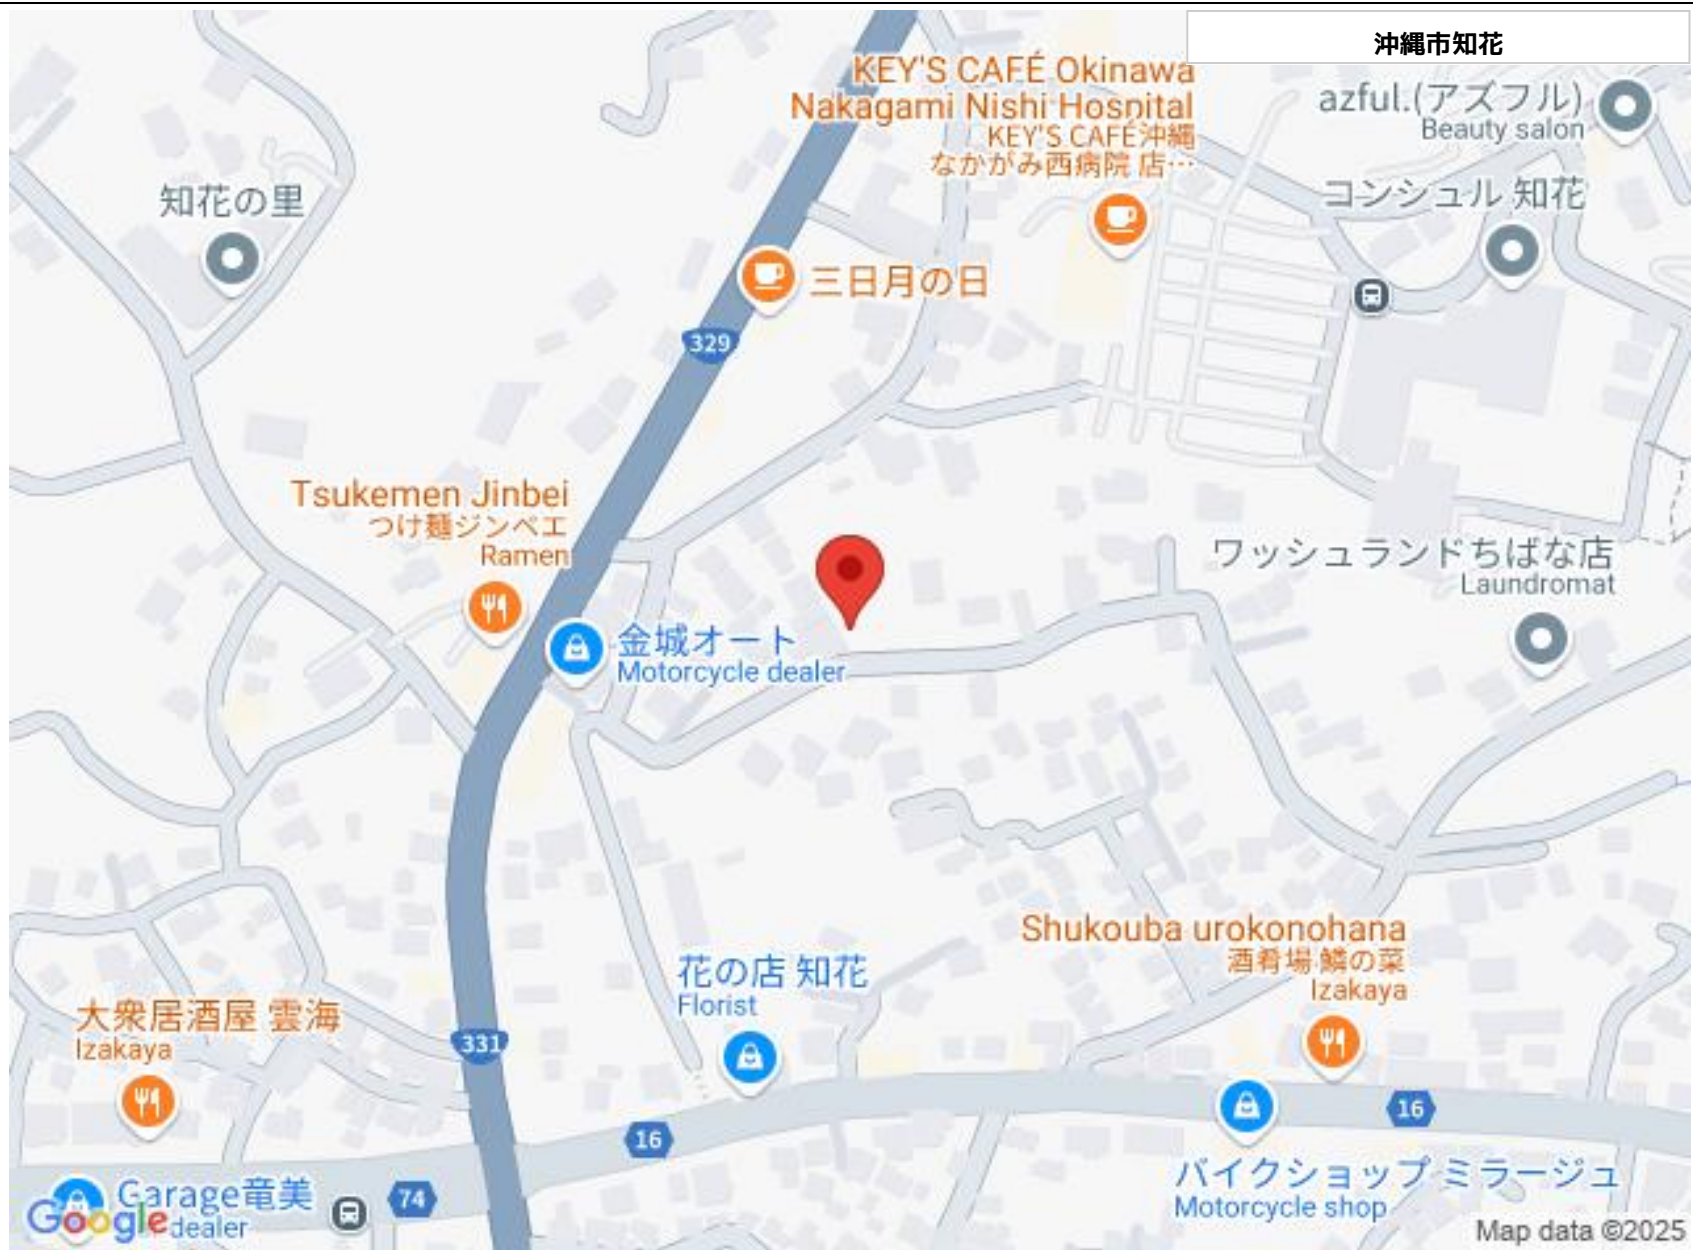 沖縄市知花
KEY'S CAFÉ Okinawa
Nakagami Nishi Hospital
KEY'S CAFÉ沖縄
なかがみ西病院 店…
azful.(アズフル)
Beauty salon
コンシュル 知花
知花の里
三日月の日
329
Tsukemen Jinbei
つけ麺ジンベエ
Ramen
ワッシュランドちばな店
Laundromat
金城オート
Motorcycle dealer
Shukouba urokonohana
酒肴場 鱗の菜
Izakaya
花の店 知花
Florist
大衆居酒屋 雲海
Izakaya
331
16
16
バイクショップ ミラージュ
Motorcycle shop
Garage竜美
dealer
74
Google
Map data ©2025